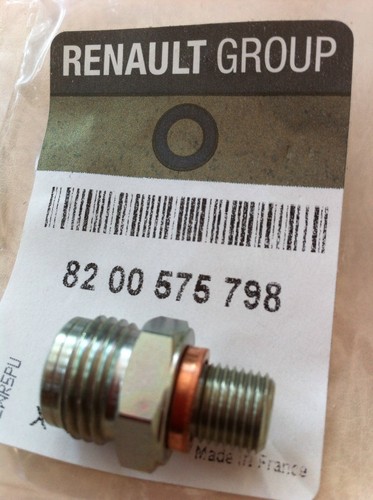 RENAULT GROUP
82 00 575 798
Made in France